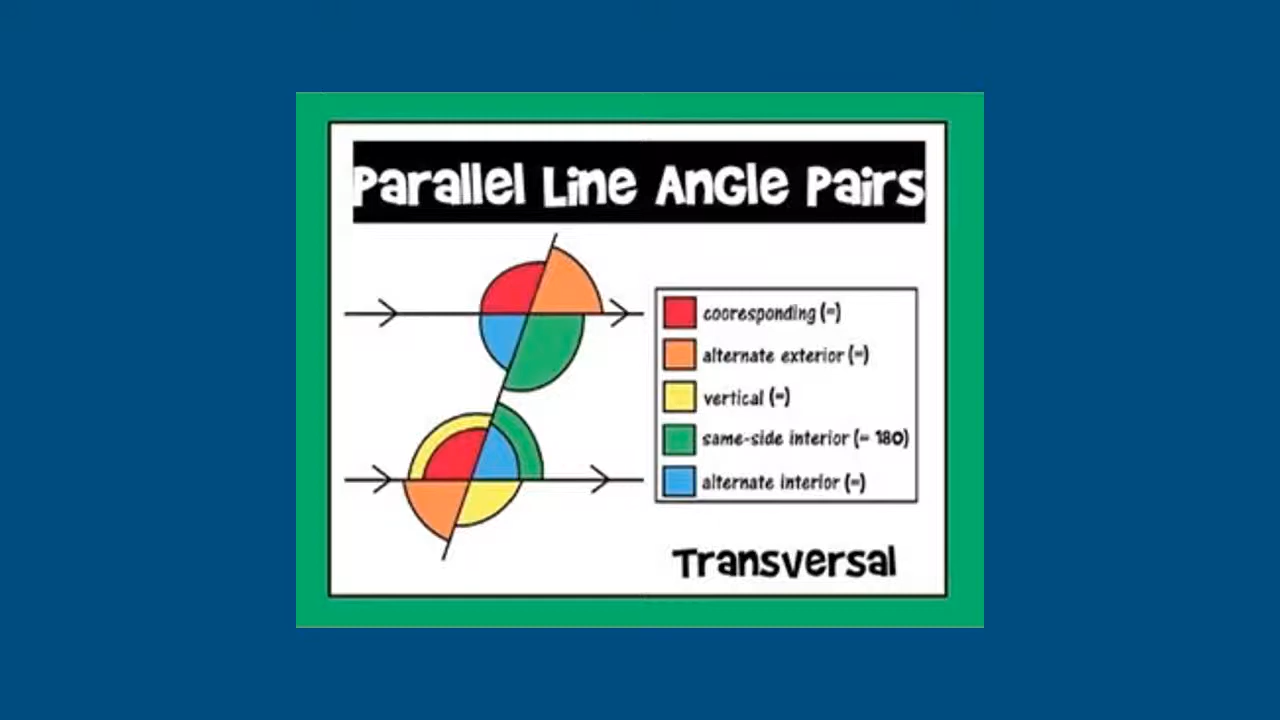 Parallel Line Angle Pairs
cooresponding (=)
alternate exterior (=)
vertical (=)
same-side interior (= 180)
alternate interior (=)
Transversal